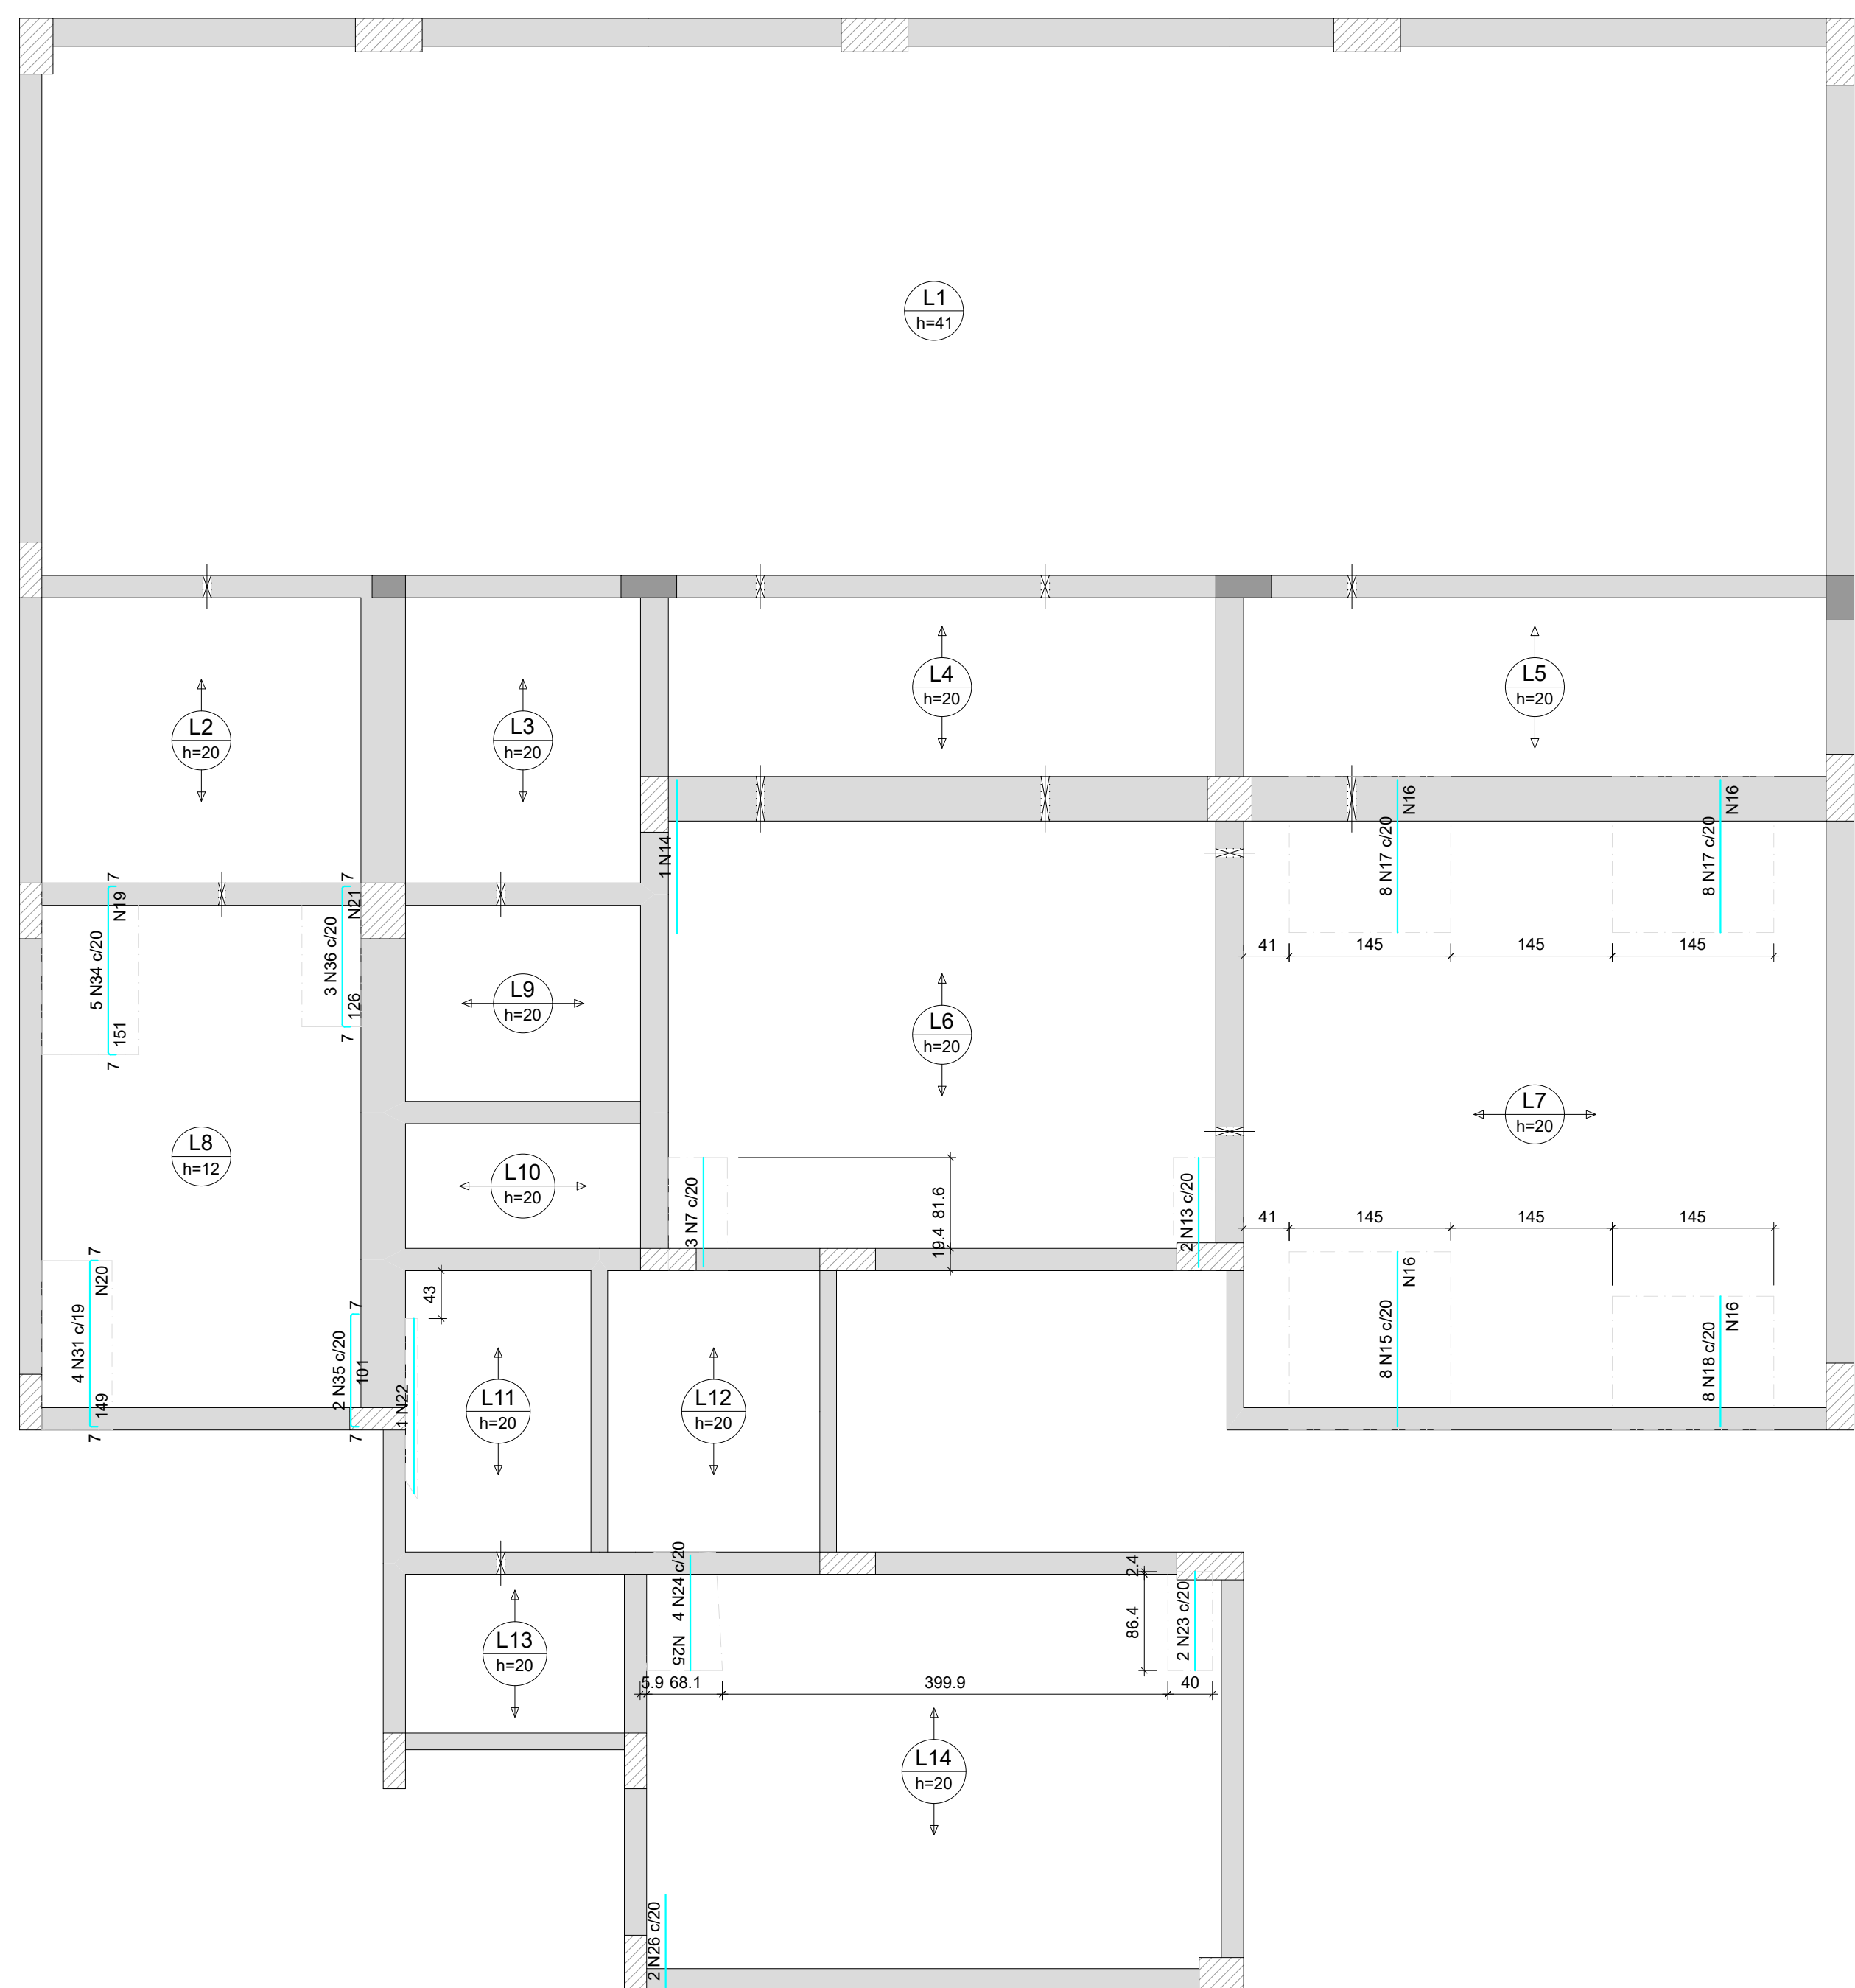 L1
h=41
L2
h=20
L3
h=20
L4
h=20
L5
h=20
1 N14
8 N17 c/20
N16
8 N17 c/20
N16
41
145
145
145
7
N19
5 N34 c/20
151
7
7
N21
3 N36 c/20
126
7
L9
h=20
L6
h=20
L7
h=20
L8
h=12
L10
h=20
3 N7 c/20
19.4
81.6
2 N13 c/20
41
145
145
145
8 N15 c/20
N16
8 N18 c/20
N16
7
N20
4 N31 c/19
149
7
7
2 N35 c/20
101
7
43
1 N22
L11
h=20
L12
h=20
4 N24 c/20
N25
2.4
86.4
2 N23 c/20
5.9
68.1
399.9
40
L13
h=20
L14
h=20
2 N26 c/20